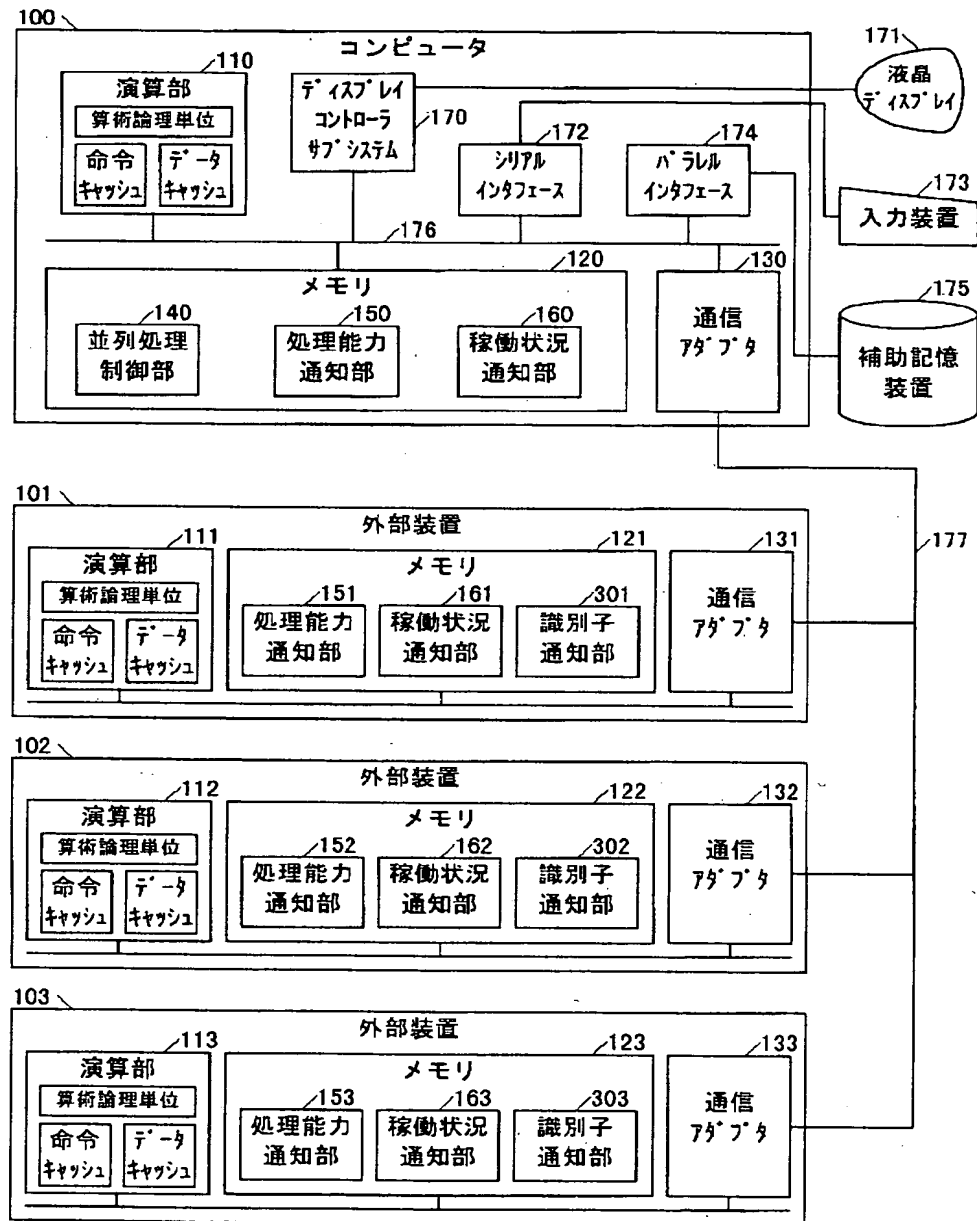 100
コンピュータ
110
演算部
算術論理単位
命令
キャッシュ
データ
キャッシュ
ディスプレイ
コントローラ
サブシステム
170
172
シリアル
インタフェース
174
パラレル
インタフェース
171
液晶
ディスプレイ
173
入力装置
176
120
メモリ
140
並列処理
制御部
150
処理能力
通知部
160
稼働状況
通知部
130
通信
アダプタ
175
補助記憶
装置
101
外部装置
111
演算部
算術論理単位
命令
キャッシュ
データ
キャッシュ
121
メモリ
151
処理能力
通知部
161
稼働状況
通知部
301
識別子
通知部
131
通信
アダプタ
177
102
外部装置
112
演算部
算術論理単位
命令
キャッシュ
データ
キャッシュ
122
メモリ
152
処理能力
通知部
162
稼働状況
通知部
302
識別子
通知部
132
通信
アダプタ
103
外部装置
113
演算部
算術論理単位
命令
キャッシュ
データ
キャッシュ
123
メモリ
153
処理能力
通知部
163
稼働状況
通知部
303
識別子
通知部
133
通信
アダプタ